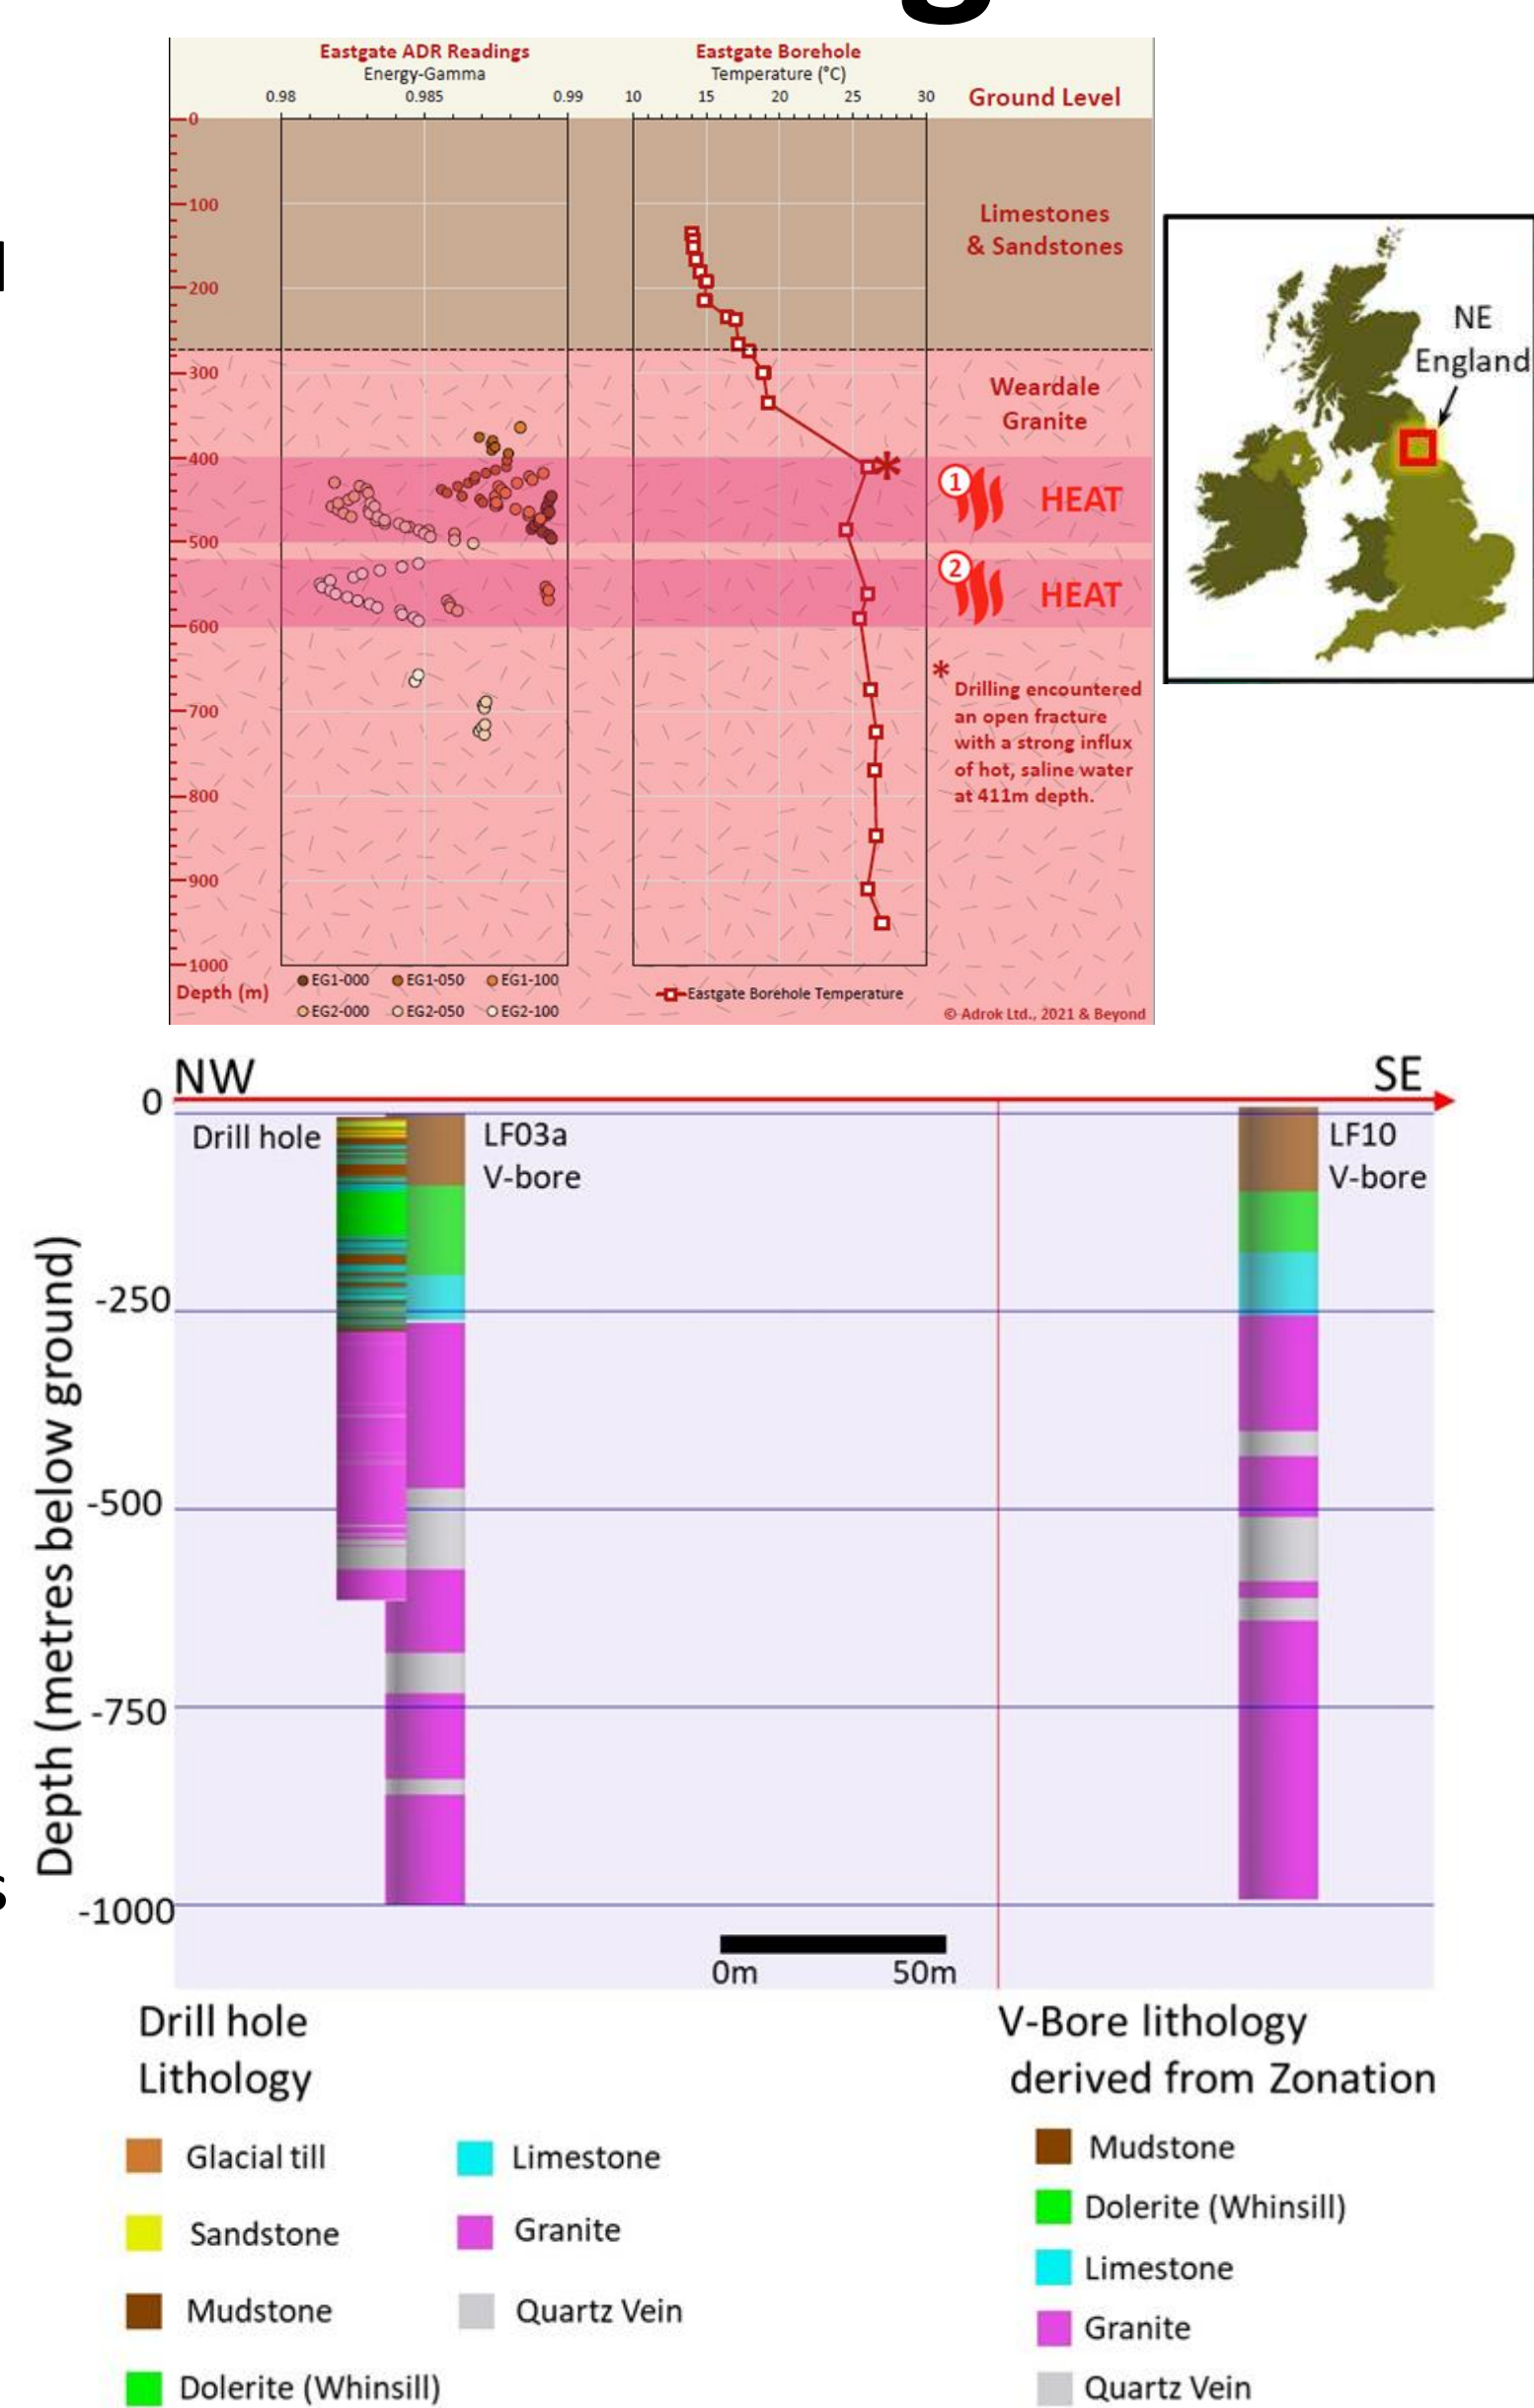 Eastgate ADR Readings
Energy-Gamma
0.98 0.985 0.99
Eastgate Borehole
Temperature (°C)
10 15 20 25 30
Ground Level
0
100
200
300
400
500
600
700
800
900
1000
Depth (m)
Limestones
& Sandstones
Weardale
Granite
1 HEAT
2 HEAT
*
Drilling encountered
an open fracture
with a strong influx
of hot, saline water
at 411m depth.
*
EG1-000 EG1-050 EG1-100
EG2-000 EG2-050 EG2-100
Eastgate Borehole Temperature
© Adrok Ltd., 2021 & Beyond
NE
England
NW
SE
0
-250
-500
-750
-1000
Depth (metres below ground)
Drill hole
LF03a
V-bore
LF10
V-bore
0m 50m
Drill hole
Lithology
Glacial till
Sandstone
Mudstone
Dolerite (Whinsill)
Limestone
Granite
Quartz Vein
V-Bore lithology
derived from Zonation
Mudstone
Dolerite (Whinsill)
Limestone
Granite
Quartz Vein